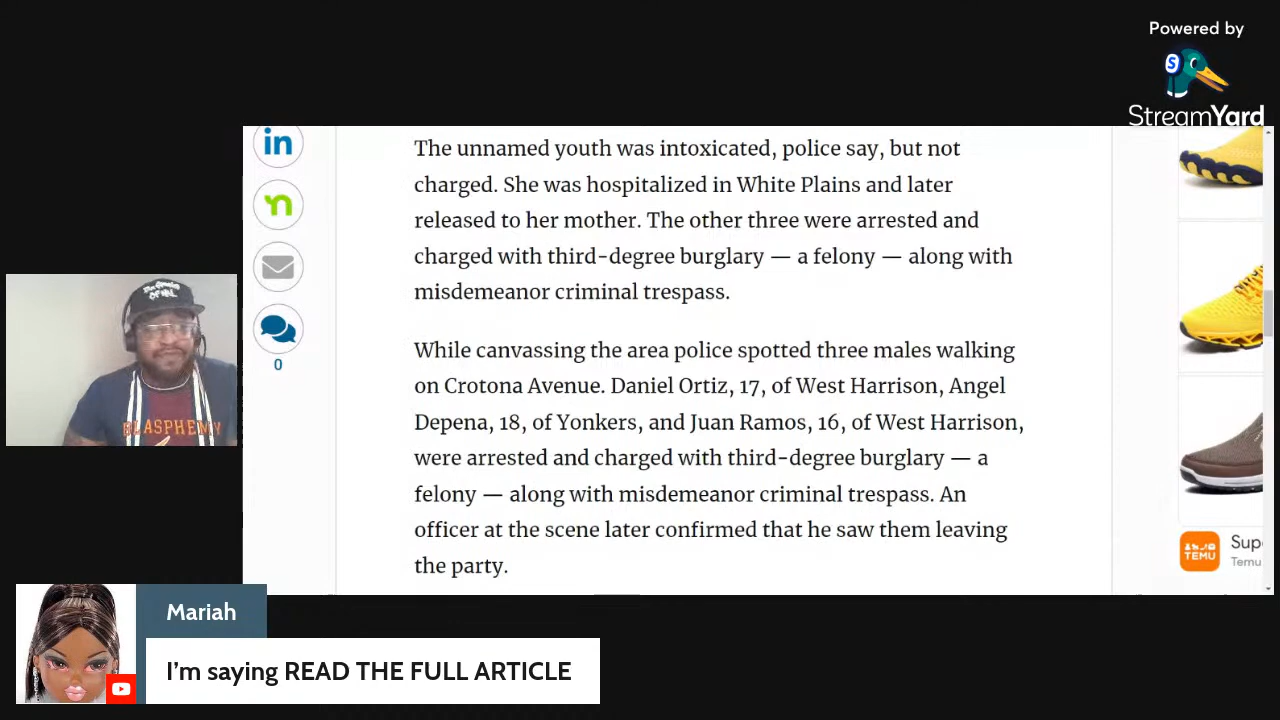 Powered by
S
StreamYard
in
The unnamed youth was intoxicated, police say, but not
charged. She was hospitalized in White Plains and later
released to her mother. The other three were arrested and
charged with third-degree burglary — a felony — along with
misdemeanor criminal trespass.
While canvassing the area police spotted three males walking
on Crotona Avenue. Daniel Ortiz, 17, of West Harrison, Angel
Depena, 18, of Yonkers, and Juan Ramos, 16, of West Harrison,
were arrested and charged with third-degree burglary — a
felony — along with misdemeanor criminal trespass. An
officer at the scene later confirmed that he saw them leaving
the party.
0
BLASPHEMY
TEMU
Sup
Temu
Mariah
I'm saying READ THE FULL ARTICLE